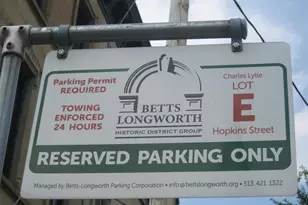 Parking Permit
REQUIRED
TOWING
ENFORCED
24 HOURS
BETTS
LONGWORTH
HISTORIC DISTRICT GROUP
Charles Lytle
LOT
E
Hopkins Street
RESERVED PARKING ONLY
Managed by Betts-Longworth Parking Corporation • info@bettslongworth.org • 513.421.1322